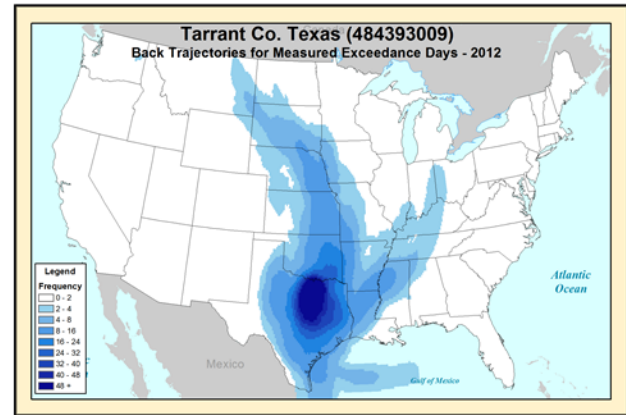 Tarrant Co. Texas (484393009)
Back Trajectories for Measured Exceedance Days - 2012
Atlantic
Ocean
Legend
Frequency
0 - 2
2 - 4
4 - 8
8 - 16
16 - 24
24 - 32
32 - 40
40 - 48
48 +
Mexico
Gulf of Mexico